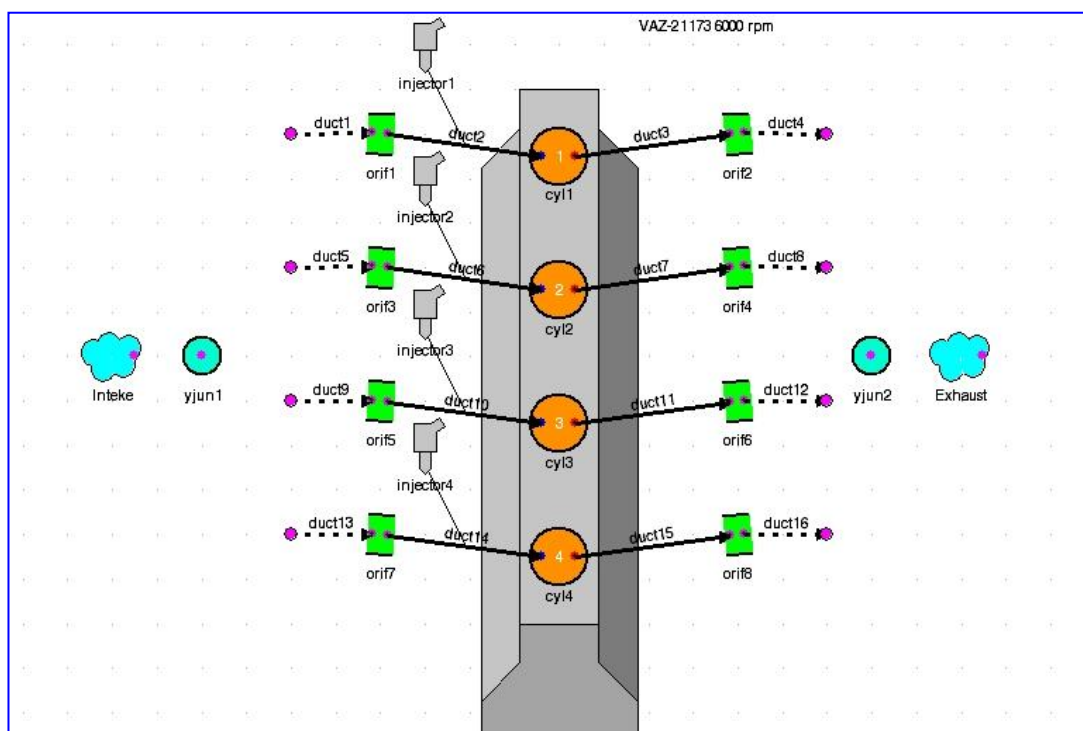 VAZ-21173 6000 rpm
injector1
duct1
duct2
duct3
duct4
orif1
1
orif2
cyl1
injector2
duct5
duct6
duct7
duct8
orif3
2
orif4
cyl2
injector3
Inteke
yjun1
yjun2
Exhaust
duct9
duct10
duct11
duct12
orif5
3
orif6
cyl3
injector4
duct13
duct14
duct15
duct16
orif7
4
orif8
cyl4